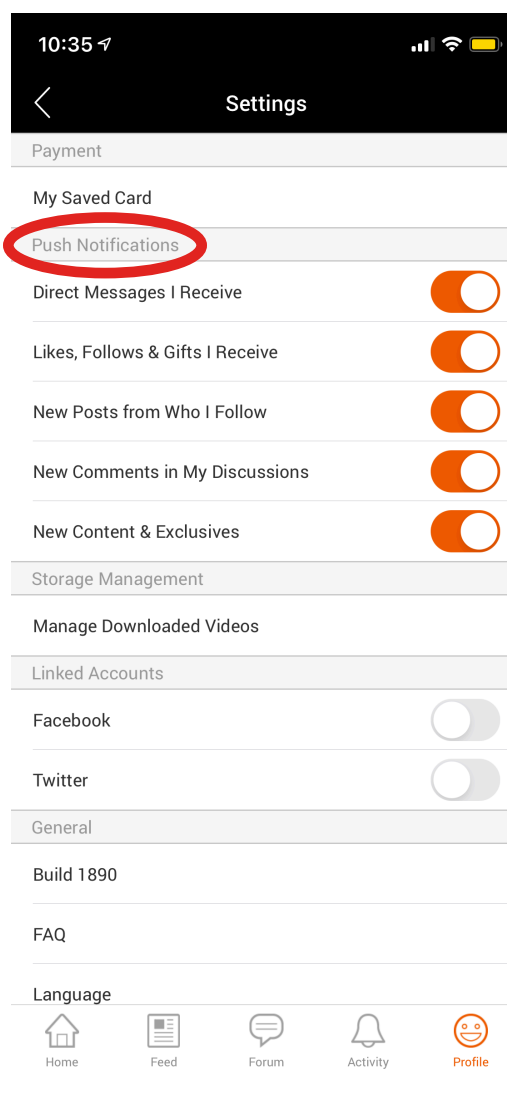 10:35
Settings
Payment
My Saved Card
Push Notifications
Direct Messages I Receive
Likes, Follows & Gifts I Receive
New Posts from Who I Follow
New Comments in My Discussions
New Content & Exclusives
Storage Management
Manage Downloaded Videos
Linked Accounts
Facebook
Twitter
General
Build 1890
FAQ
Language
Home Feed Forum Activity Profile